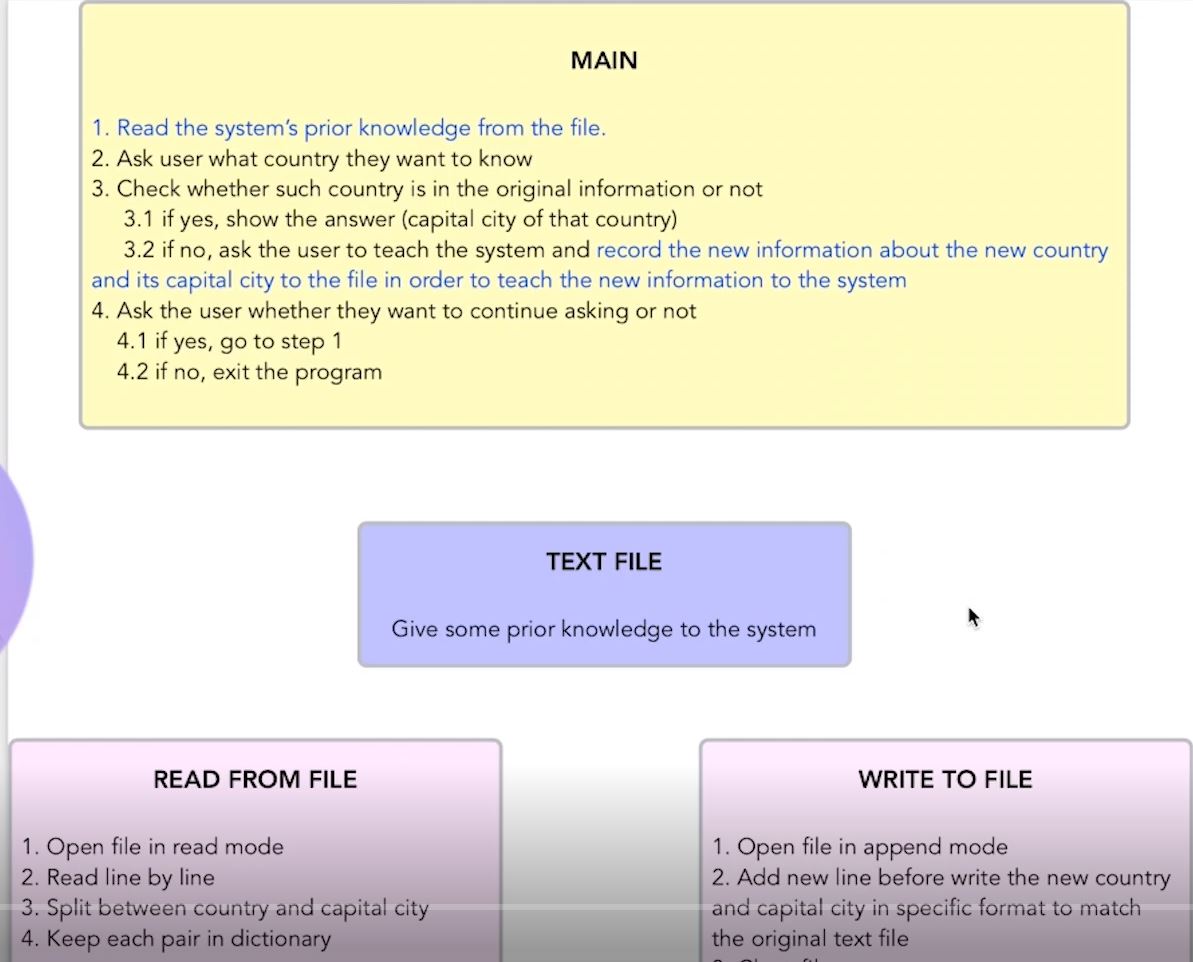 MAIN
1. Read the system's prior knowledge from the file.
2. Ask user what country they want to know
3. Check whether such country is in the original information or not
3.1 if yes, show the answer (capital city of that country)
3.2 if no, ask the user to teach the system and record the new information about the new country
and its capital city to the file in order to teach the new information to the system
4. Ask the user whether they want to continue asking or not
4.1 if yes, go to step 1
4.2 if no, exit the program
TEXT FILE
Give some prior knowledge to the system
READ FROM FILE
1. Open file in read mode
2. Read line by line
3. Split between country and capital city
4. Keep each pair in dictionary
WRITE TO FILE
1. Open file in append mode
2. Add new line before write the new country
and capital city in specific format to match
the original text file